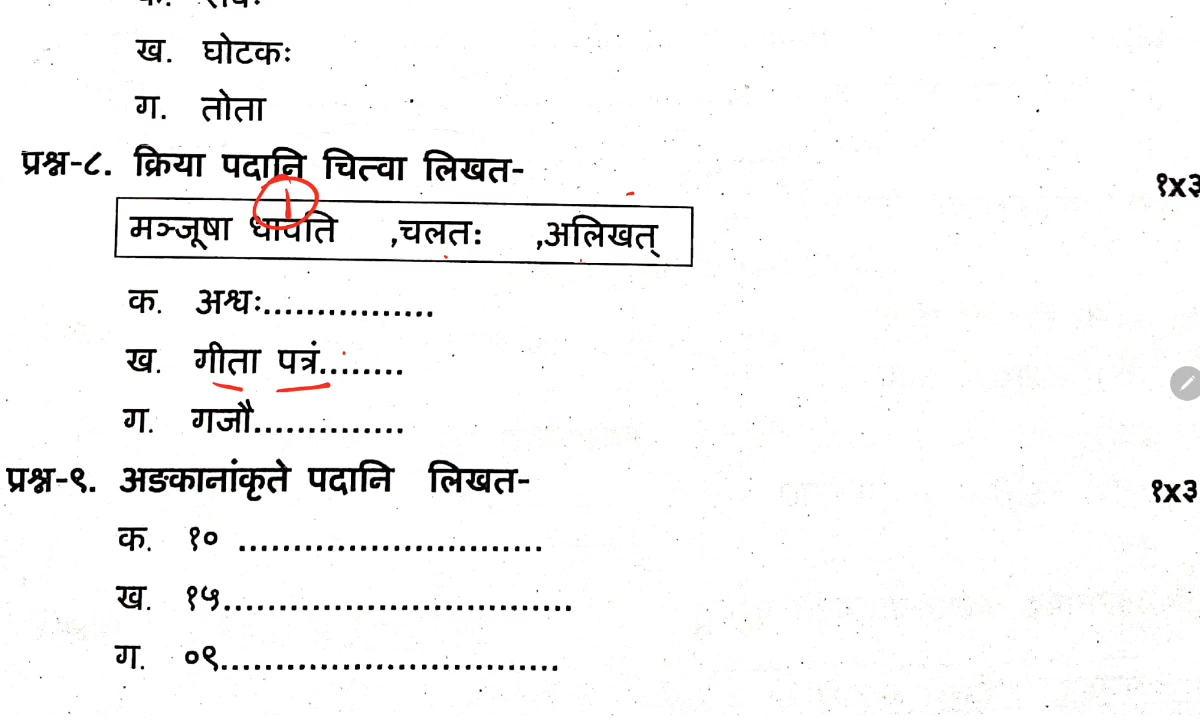 ख. घोटकः
ग. तोता
प्रश्न-८. क्रिया पदानि चित्वा लिखत-
१x३
मञ्जूषा धावति ,चलतः ,अलिखत्
क. अश्वः................
ख. गीता पत्रं........
ग. गजौ..............
प्रश्न-९. अङकानांकृते पदानि लिखत-
१x३
क. १० ............................
ख. १५................................
ग. ०९...............................